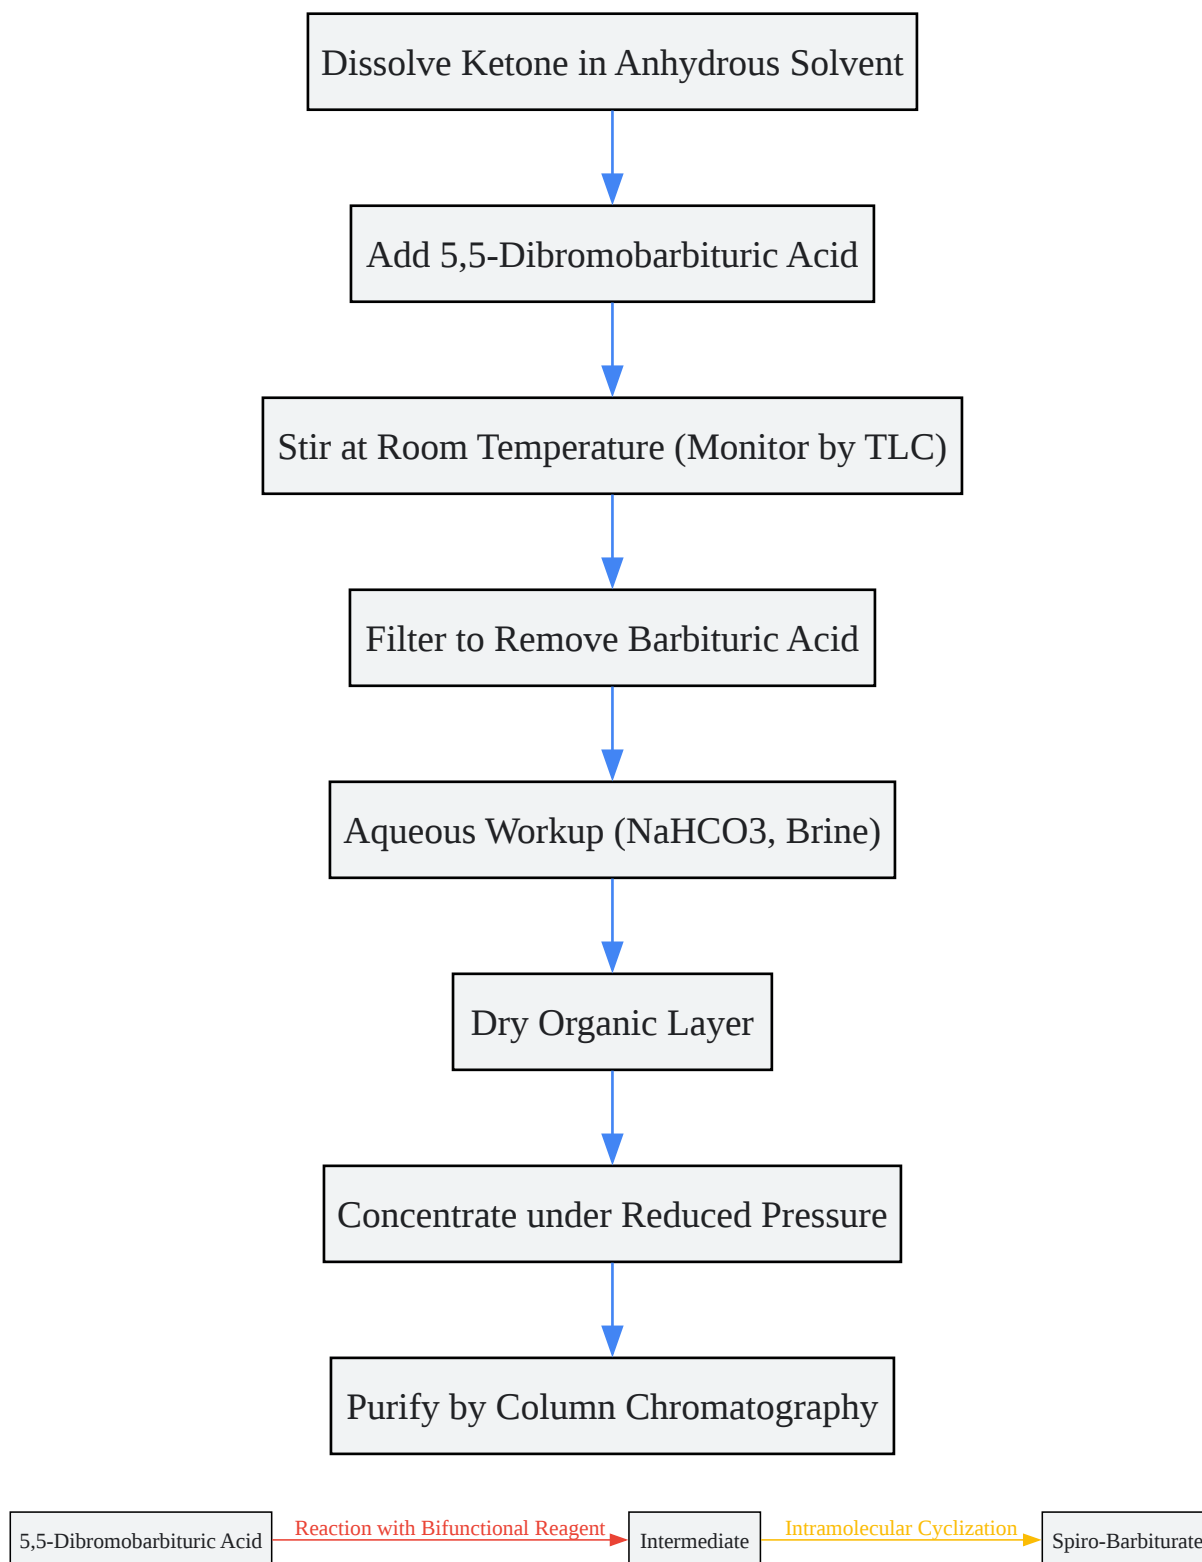 Dissolve Ketone in Anhydrous Solvent
Add 5,5-Dibromobarbituric Acid
Stir at Room Temperature (Monitor by TLC)
Filter to Remove Barbituric Acid
Aqueous Workup (NaHCO3, Brine)
Dry Organic Layer
Concentrate under Reduced Pressure
Purify by Column Chromatography
5,5-Dibromobarbituric Acid
Reaction with Bifunctional Reagent
Intermediate
Intramolecular Cyclization
Spiro-Barbiturate